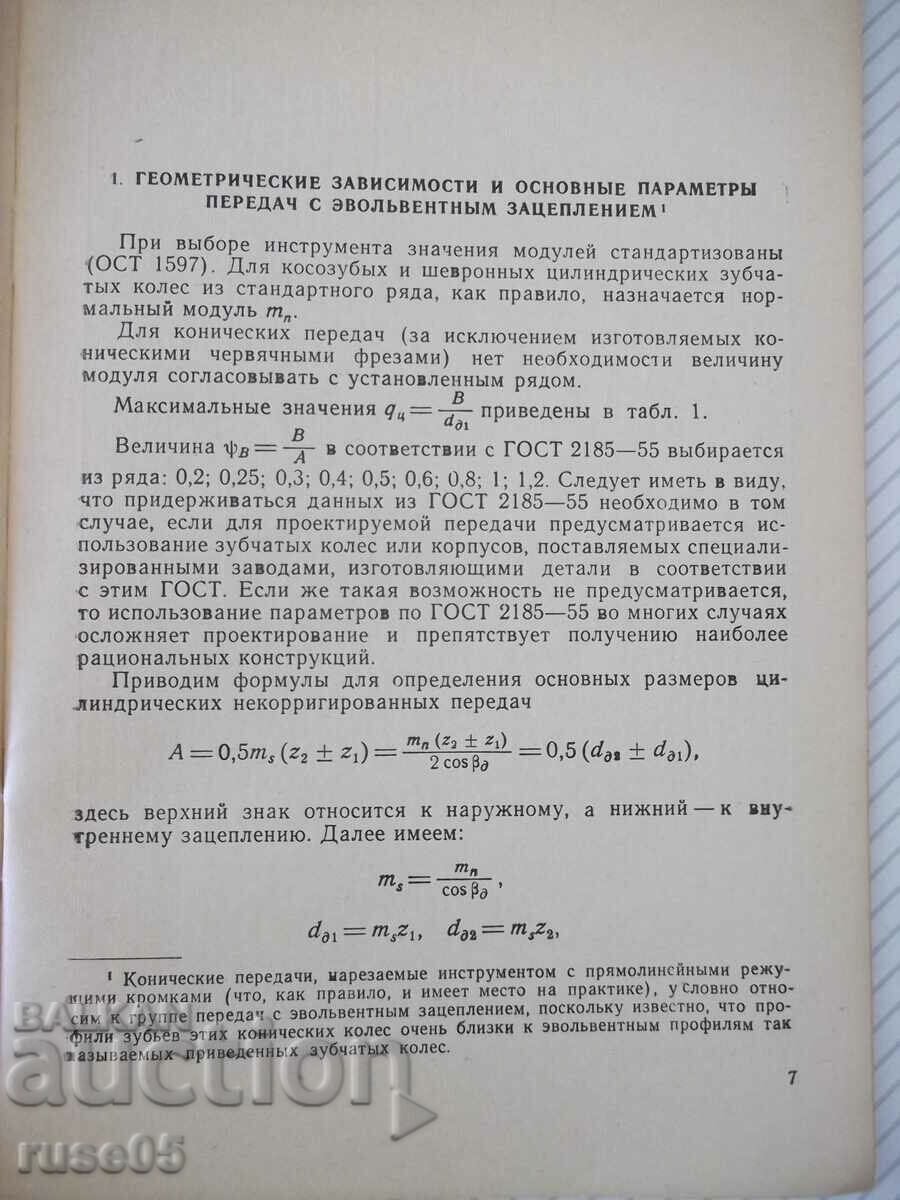 1. ГЕОМЕТРИЧЕСКИЕ ЗАВИСИМОСТИ И ОСНОВНЫЕ ПАРАМЕТРЫ
ПЕРЕДАЧ С ЭВОЛЬВЕНТНЫМ ЗАЦЕПЛЕНИЕМ¹
При выборе инструмента значения модулей стандартизованы
(ОСТ 1597). Для косозубых и шевронных цилиндрических зубча-
тых колес из стандартного ряда, как правило, назначается нор-
мальный модуль mₙ.
Для конических передач (за исключением изготовляемых ко-
ническими червячными фрезами) нет необходимости величину
модуля согласовывать с установленным рядом.
Максимальные значения q_ц = B/d_д1 приведены в табл. 1.
Величина ψ_B = B/A в соответствии с ГОСТ 2185—55 выбирается
из ряда: 0,2; 0,25; 0,3; 0,4; 0,5; 0,6; 0,8; 1; 1,2. Следует иметь в виду,
что придерживаться данных из ГОСТ 2185—55 необходимо в том
случае, если для проектируемой передачи предусматривается ис-
пользование зубчатых колес или корпусов, поставляемых специали-
зированными заводами, изготовляющими детали в соответствии
с этим ГОСТ. Если же такая возможность не предусматривается,
то использование параметров по ГОСТ 2185—55 во многих случаях
осложняет проектирование и препятствует получению наиболее
рациональных конструкций.
Приводим формулы для определения основных размеров ци-
линдрических некорригированных передач
A = 0,5m_s (z₂ ± z₁) = mₙ (z₂ ± z₁) / 2 cos β_д = 0,5 (d_д2 ± d_д1),
здесь верхний знак относится к наружному, а нижний — к вну-
треннему зацеплению. Далее имеем:
m_s = mₙ / cos β_д,
d_д1 = m_s z₁, d_д2 = m_s z₂,
¹ Конические передачи, нарезаемые инструментом с прямолинейными режу-
щими кромками (что, как правило, и имеет место на практике), условно отно-
сим к группе передач с эвольвентным зацеплением, поскольку известно, что про-
фили зубьев этих конических колес очень близки к эвольвентным профилям так
называемых приведенных зубчатых колес.
7
БАЛКАН
auction
ruse05